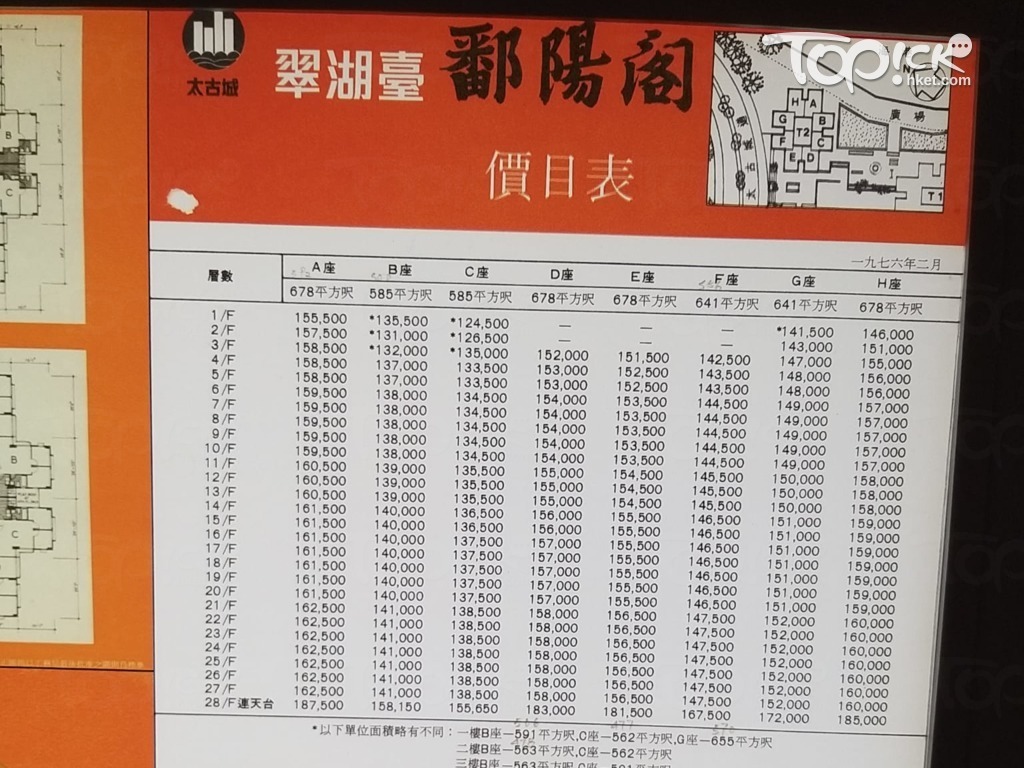 TOPick
hket.com
太古城
翠湖臺 鄱陽閣
價目表
廣場
H A
G B
T2
F C
E D
T1
N
太古城道
一九七六年二月
層數 A座 B座 C座 D座 E座 F座 G座 H座
678平方呎 585平方呎 585平方呎 678平方呎 678平方呎 641平方呎 641平方呎 678平方呎
1/F 155,500 *135,500 *124,500 — — — *141,500 146,000
2/F 157,500 *131,000 *126,500 — — — 143,000 151,000
3/F 158,500 *132,000 *135,000 152,000 151,500 142,500 147,000 155,000
4/F 158,500 137,000 133,500 153,000 152,500 143,500 148,000 156,000
5/F 158,500 137,000 133,500 153,000 152,500 143,500 148,000 156,000
6/F 159,500 138,000 134,500 154,000 153,500 144,500 149,000 157,000
7/F 159,500 138,000 134,500 154,000 153,500 144,500 149,000 157,000
8/F 159,500 138,000 134,500 154,000 153,500 144,500 149,000 157,000
9/F 159,500 138,000 134,500 154,000 153,500 144,500 149,000 157,000
10/F 159,500 138,000 134,500 154,000 153,500 144,500 149,000 157,000
11/F 160,500 139,000 135,500 155,000 154,500 145,500 150,000 158,000
12/F 160,500 139,000 135,500 155,000 154,500 145,500 150,000 158,000
13/F 160,500 139,000 135,500 155,000 154,500 145,500 150,000 158,000
14/F 161,500 140,000 136,500 156,000 155,500 146,500 151,000 159,000
15/F 161,500 140,000 136,500 156,000 155,500 146,500 151,000 159,000
16/F 161,500 140,000 137,500 157,000 155,500 146,500 151,000 159,000
17/F 161,500 140,000 137,500 157,000 155,500 146,500 151,000 159,000
18/F 161,500 140,000 137,500 157,000 155,500 146,500 151,000 159,000
19/F 161,500 140,000 137,500 157,000 155,500 146,500 151,000 159,000
20/F 161,500 140,000 137,500 157,000 155,500 146,500 151,000 159,000
21/F 162,500 141,000 138,500 158,000 156,500 147,500 152,000 160,000
22/F 162,500 141,000 138,500 158,000 156,500 147,500 152,000 160,000
23/F 162,500 141,000 138,500 158,000 156,500 147,500 152,000 160,000
24/F 162,500 141,000 138,500 158,000 156,500 147,500 152,000 160,000
25/F 162,500 141,000 138,500 158,000 156,500 147,500 152,000 160,000
26/F 162,500 141,000 138,500 158,000 156,500 147,500 152,000 160,000
27/F 162,500 141,000 138,500 158,000 156,500 147,500 152,000 160,000
28/F連天台 187,500 158,150 155,650 183,000 181,500 167,500 172,000 185,000
*以下單位面積略有不同：一樓B座—591平方呎,C座—562平方呎,G座—655平方呎
二樓B座—563平方呎,C座—562平方呎
三樓B座—563平方呎,C座—591平方呎
B
C
B
C